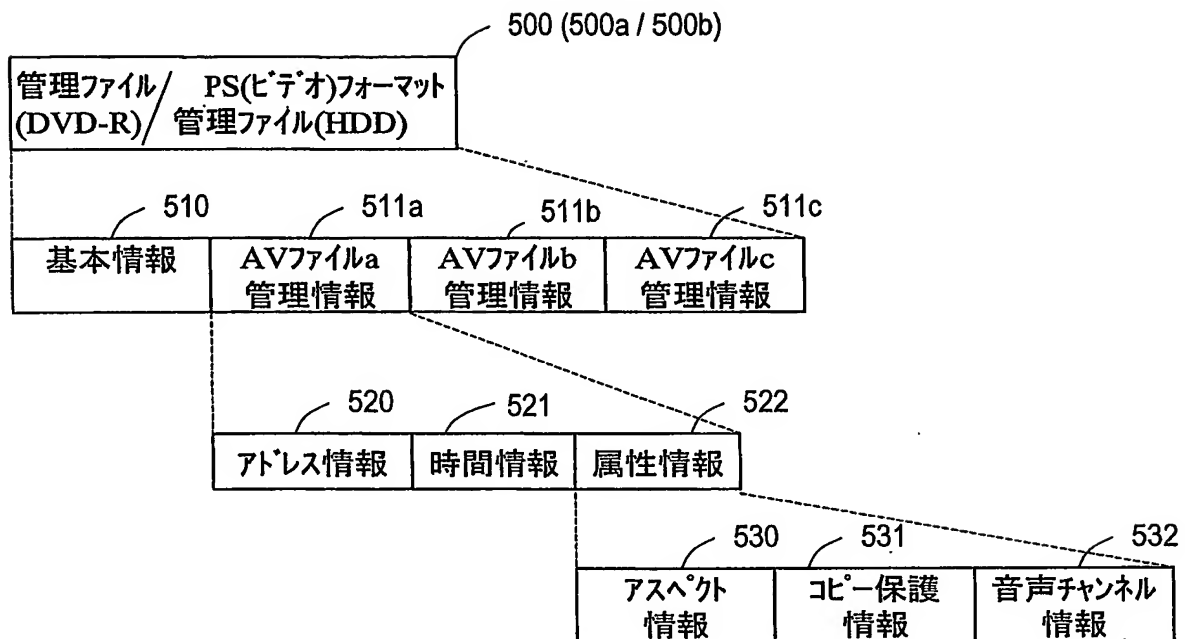 500 (500a / 500b)
管理ファイル/ PS(ビデオ)フォーマット
(DVD-R)/ 管理ファイル(HDD)
510
511a
511b
511c
基本情報
AVファイルa
管理情報
AVファイルb
管理情報
AVファイルc
管理情報
520
521
522
アドレス情報
時間情報
属性情報
530
531
532
アスペクト
情報
コピー保護
情報
音声チャンネル
情報